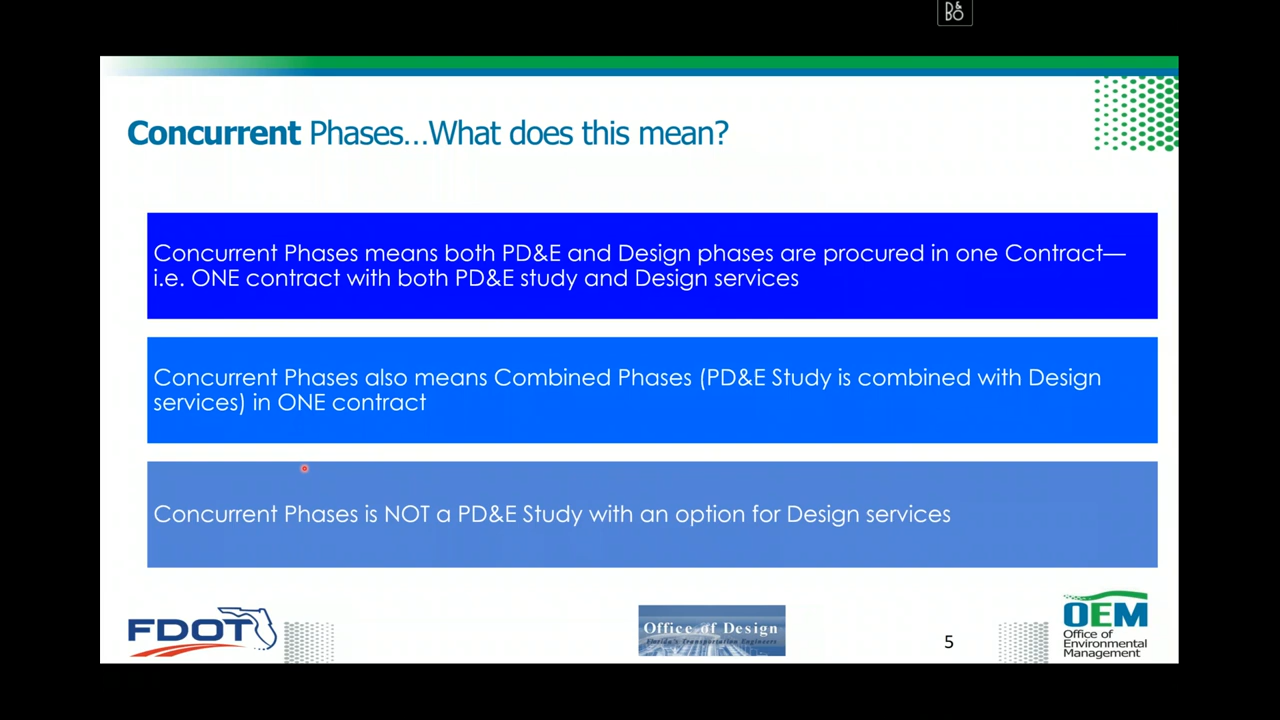 B&O
Concurrent Phases...What does this mean?
Concurrent Phases means both PD&E and Design phases are procured in one Contract—
i.e. ONE contract with both PD&E study and Design services
Concurrent Phases also means Combined Phases (PD&E Study is combined with Design
services) in ONE contract
Concurrent Phases is NOT a PD&E Study with an option for Design services
FDOT
Office of Design
Florida's Transportation Engineers
5
OEM
Office of
Environmental
Management